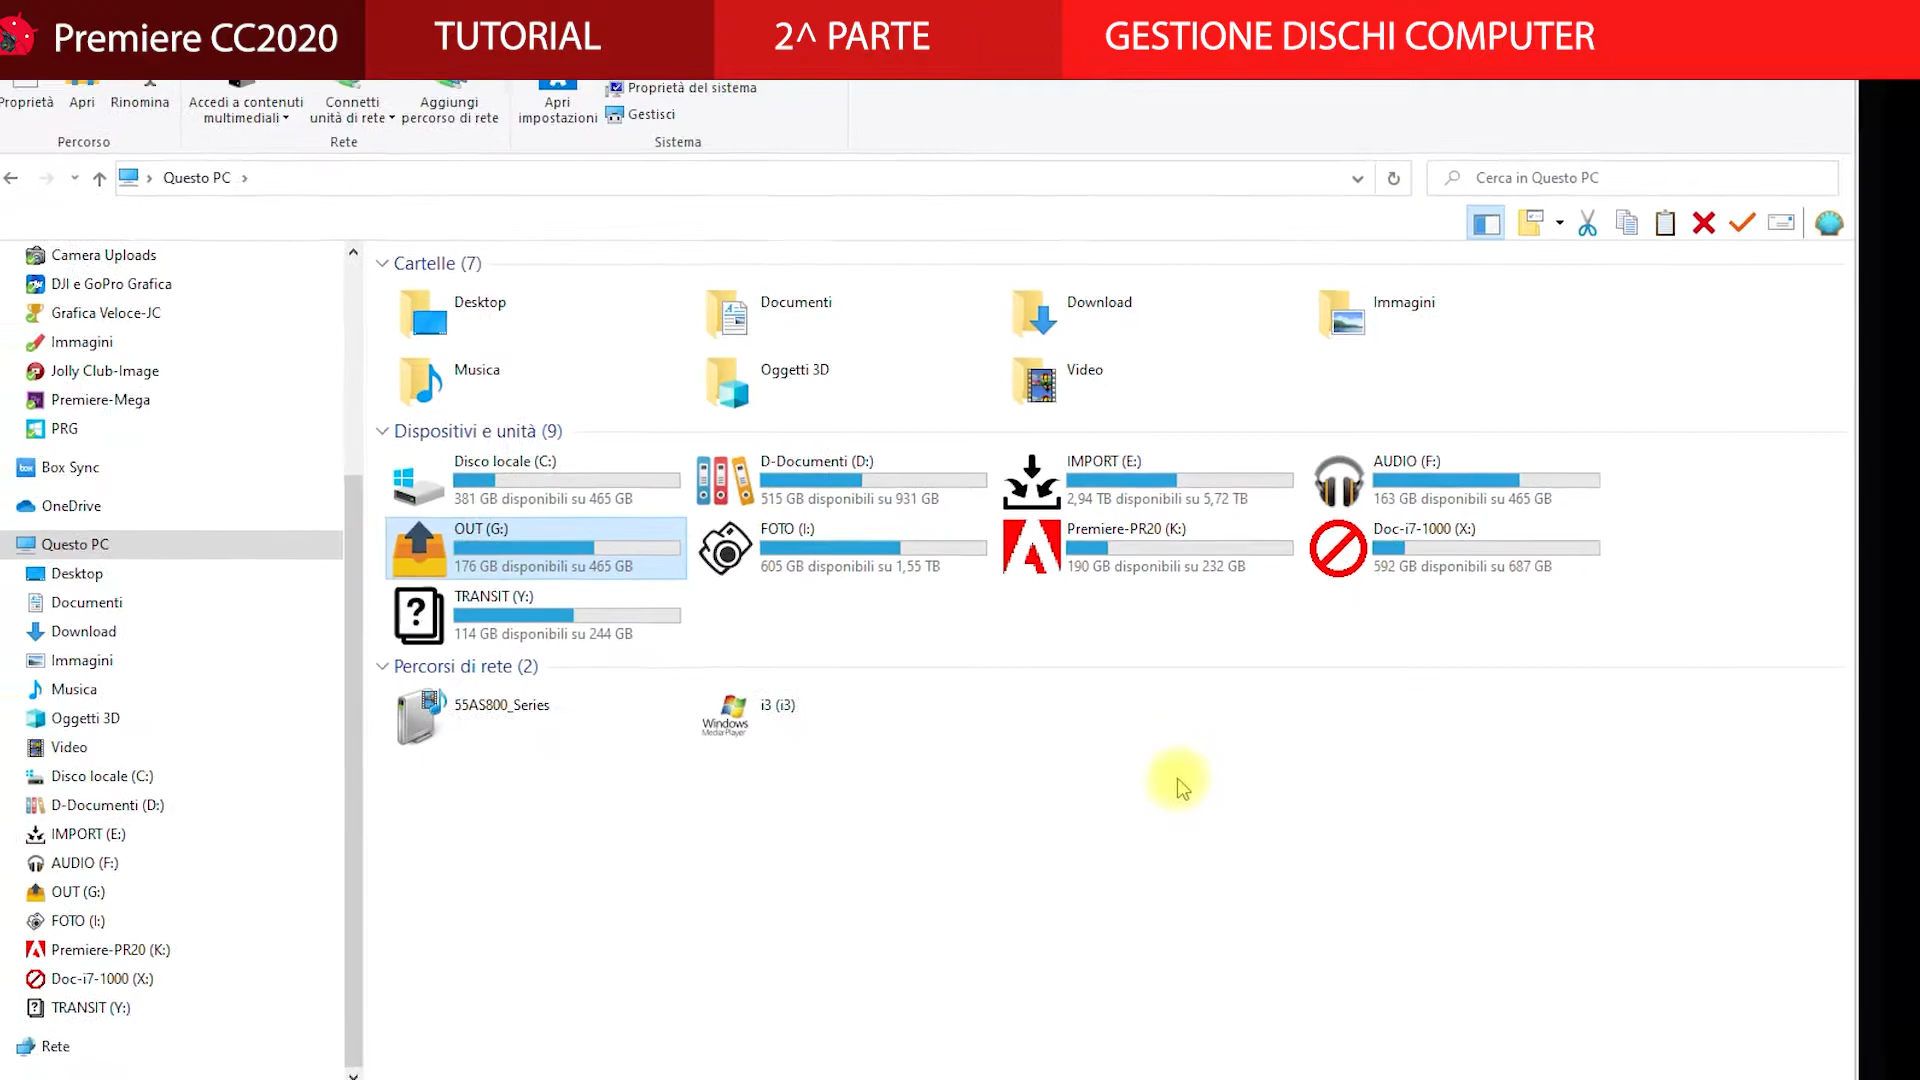 Premiere CC2020
TUTORIAL
2^ PARTE
GESTIONE DISCHI COMPUTER
Proprietà
Apri
Rinomina
Accedi a contenuti
multimediali
Connetti
unità di rete
Aggiungi
percorso di rete
Apri
impostazioni
Proprietà del sistema
Gestisci
Percorso
Rete
Sistema
Questo PC
Cerca in Questo PC
Camera Uploads
DJI e GoPro Grafica
Grafica Veloce-JC
Immagini
Jolly Club-Image
Premiere-Mega
PRG
box
Box Sync
OneDrive
Questo PC
Desktop
Documenti
Download
Immagini
Musica
Oggetti 3D
Video
Disco locale (C:)
D-Documenti (D:)
IMPORT (E:)
AUDIO (F:)
OUT (G:)
FOTO (I:)
Premiere-PR20 (K:)
Doc-i7-1000 (X:)
TRANSIT (Y:)
Rete
Cartelle (7)
Desktop
Documenti
Download
Immagini
Musica
Oggetti 3D
Video
Dispositivi e unità (9)
Disco locale (C:)
381 GB disponibili su 465 GB
D-Documenti (D:)
515 GB disponibili su 931 GB
IMPORT (E:)
2,94 TB disponibili su 5,72 TB
AUDIO (F:)
163 GB disponibili su 465 GB
OUT (G:)
176 GB disponibili su 465 GB
FOTO (I:)
605 GB disponibili su 1,55 TB
Premiere-PR20 (K:)
190 GB disponibili su 232 GB
Doc-i7-1000 (X:)
592 GB disponibili su 687 GB
?
TRANSIT (Y:)
114 GB disponibili su 244 GB
Percorsi di rete (2)
55AS800_Series
Windows
Media Player
i3 (i3)